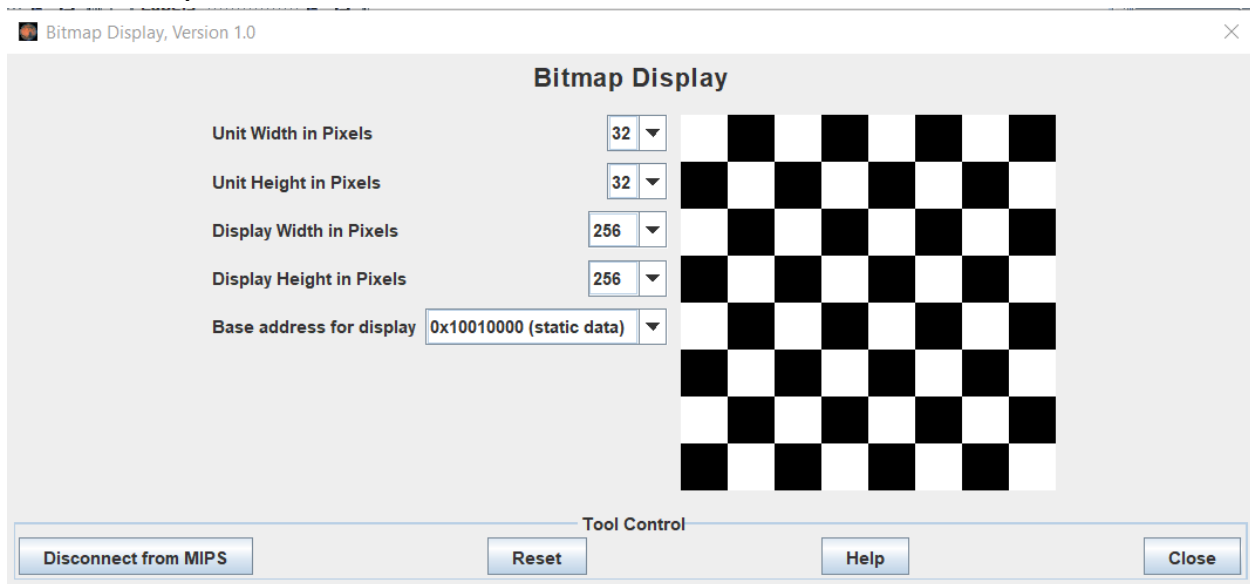 Bitmap Display, Version 1.0
Bitmap Display
Unit Width in Pixels 32
Unit Height in Pixels 32
Display Width in Pixels 256
Display Height in Pixels 256
Base address for display 0x10010000 (static data)
Tool Control
Disconnect from MIPS Reset Help Close